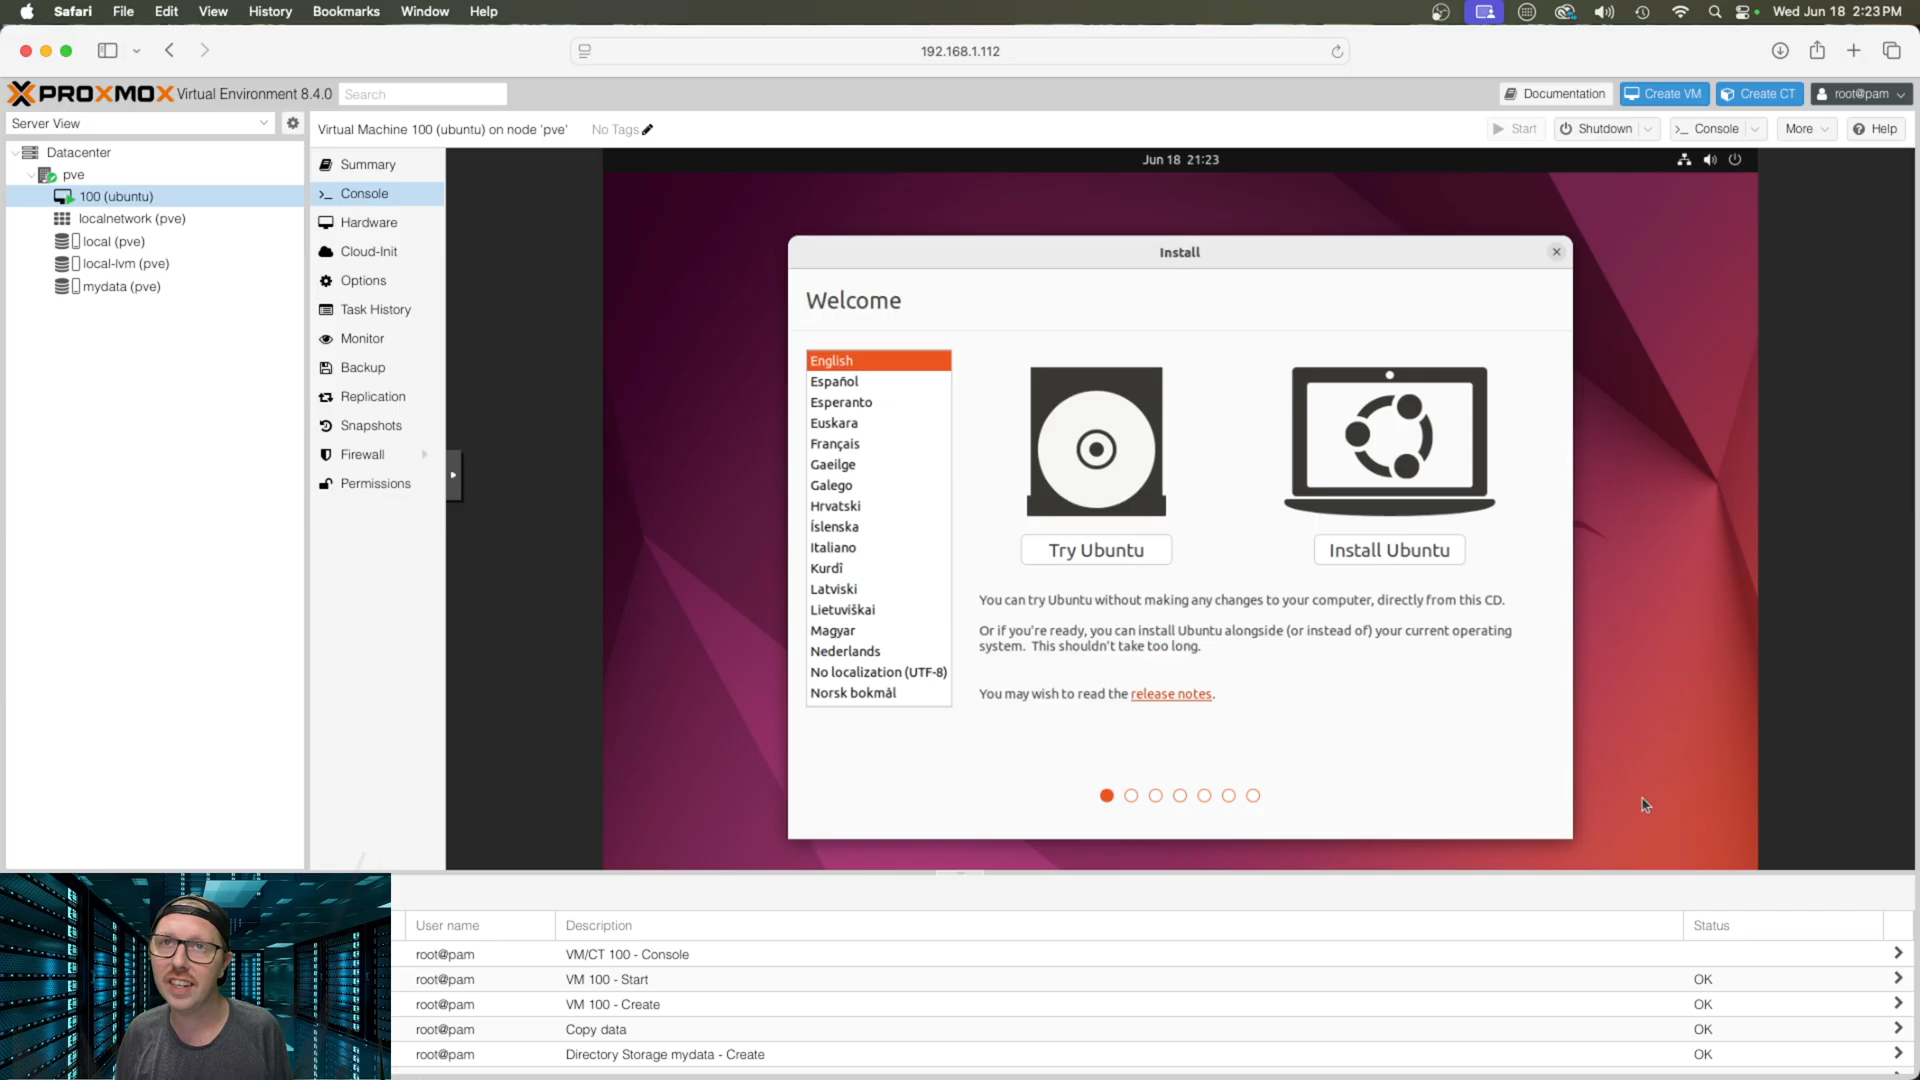 Safari File Edit View History Bookmarks Window Help
Wed Jun 18 2:23 PM
192.168.1.112
PROXMOX Virtual Environment 8.4.0 Search
Documentation Create VM Create CT root@pam
Server View
Virtual Machine 100 (ubuntu) on node 'pve' No Tags
Start Shutdown Console More Help
Datacenter
pve
100 (ubuntu)
localnetwork (pve)
local (pve)
local-lvm (pve)
mydata (pve)
Summary
Console
Hardware
Cloud-Init
Options
Task History
Monitor
Backup
Replication
Snapshots
Firewall
Permissions
Jun 18 21:23
Install
Welcome
English
Español
Esperanto
Euskara
Français
Gaeilge
Galego
Hrvatski
Íslenska
Italiano
Kurdî
Latviski
Lietuviškai
Magyar
Nederlands
No localization (UTF-8)
Norsk bokmål
Try Ubuntu
Install Ubuntu
You can try Ubuntu without making any changes to your computer, directly from this CD.
Or if you're ready, you can install Ubuntu alongside (or instead of) your current operating
system. This shouldn't take too long.
You may wish to read the release notes.
User name Description Status
root@pam VM/CT 100 - Console
root@pam VM 100 - Start OK
root@pam VM 100 - Create OK
root@pam Copy data OK
root@pam Directory Storage mydata - Create OK